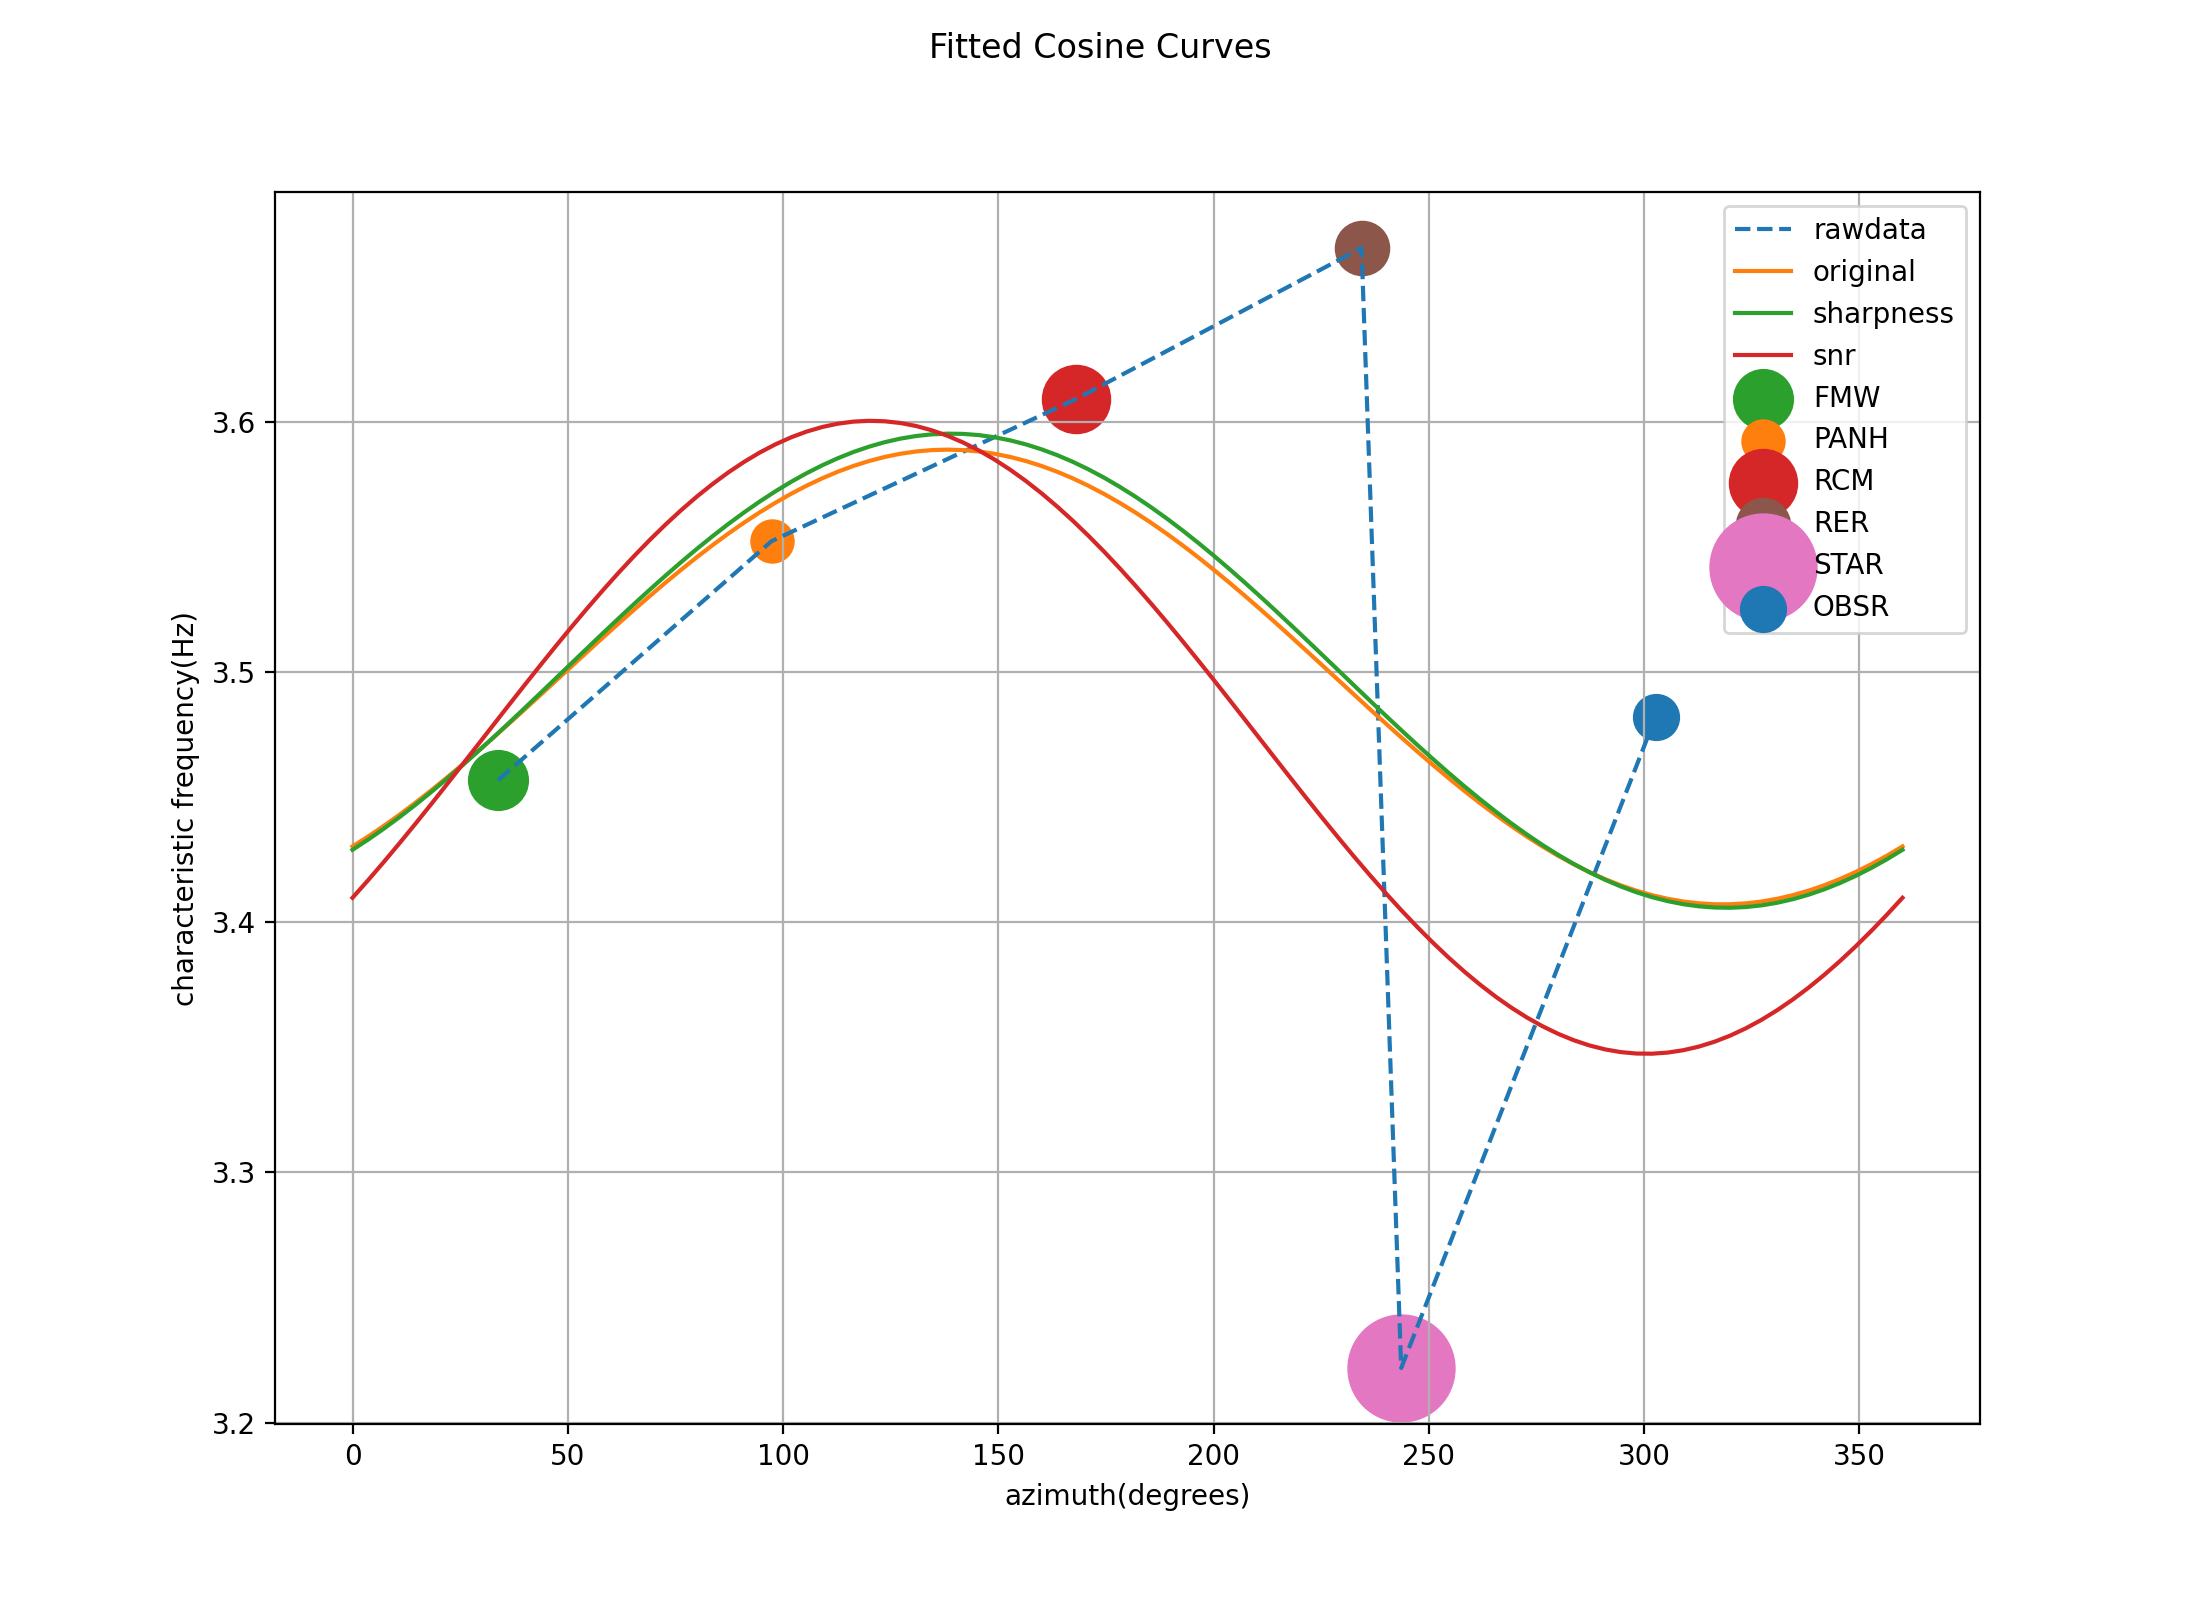 Fitted Cosine Curves
rawdata
original
sharpness
snr
FMW
PANH
RCM
RER
STAR
OBSR
characteristic frequency(Hz)
3.6
3.5
3.4
3.3
3.2
0 50 100 150 200 250 300 350
azimuth(degrees)